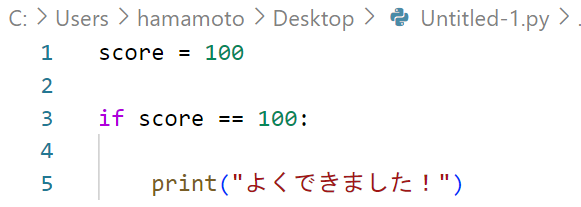 C: > Users > hamamoto > Desktop > Untitled-1.py > .
1 score = 100
2
3 if score == 100:
4
5 print("よくできました！")